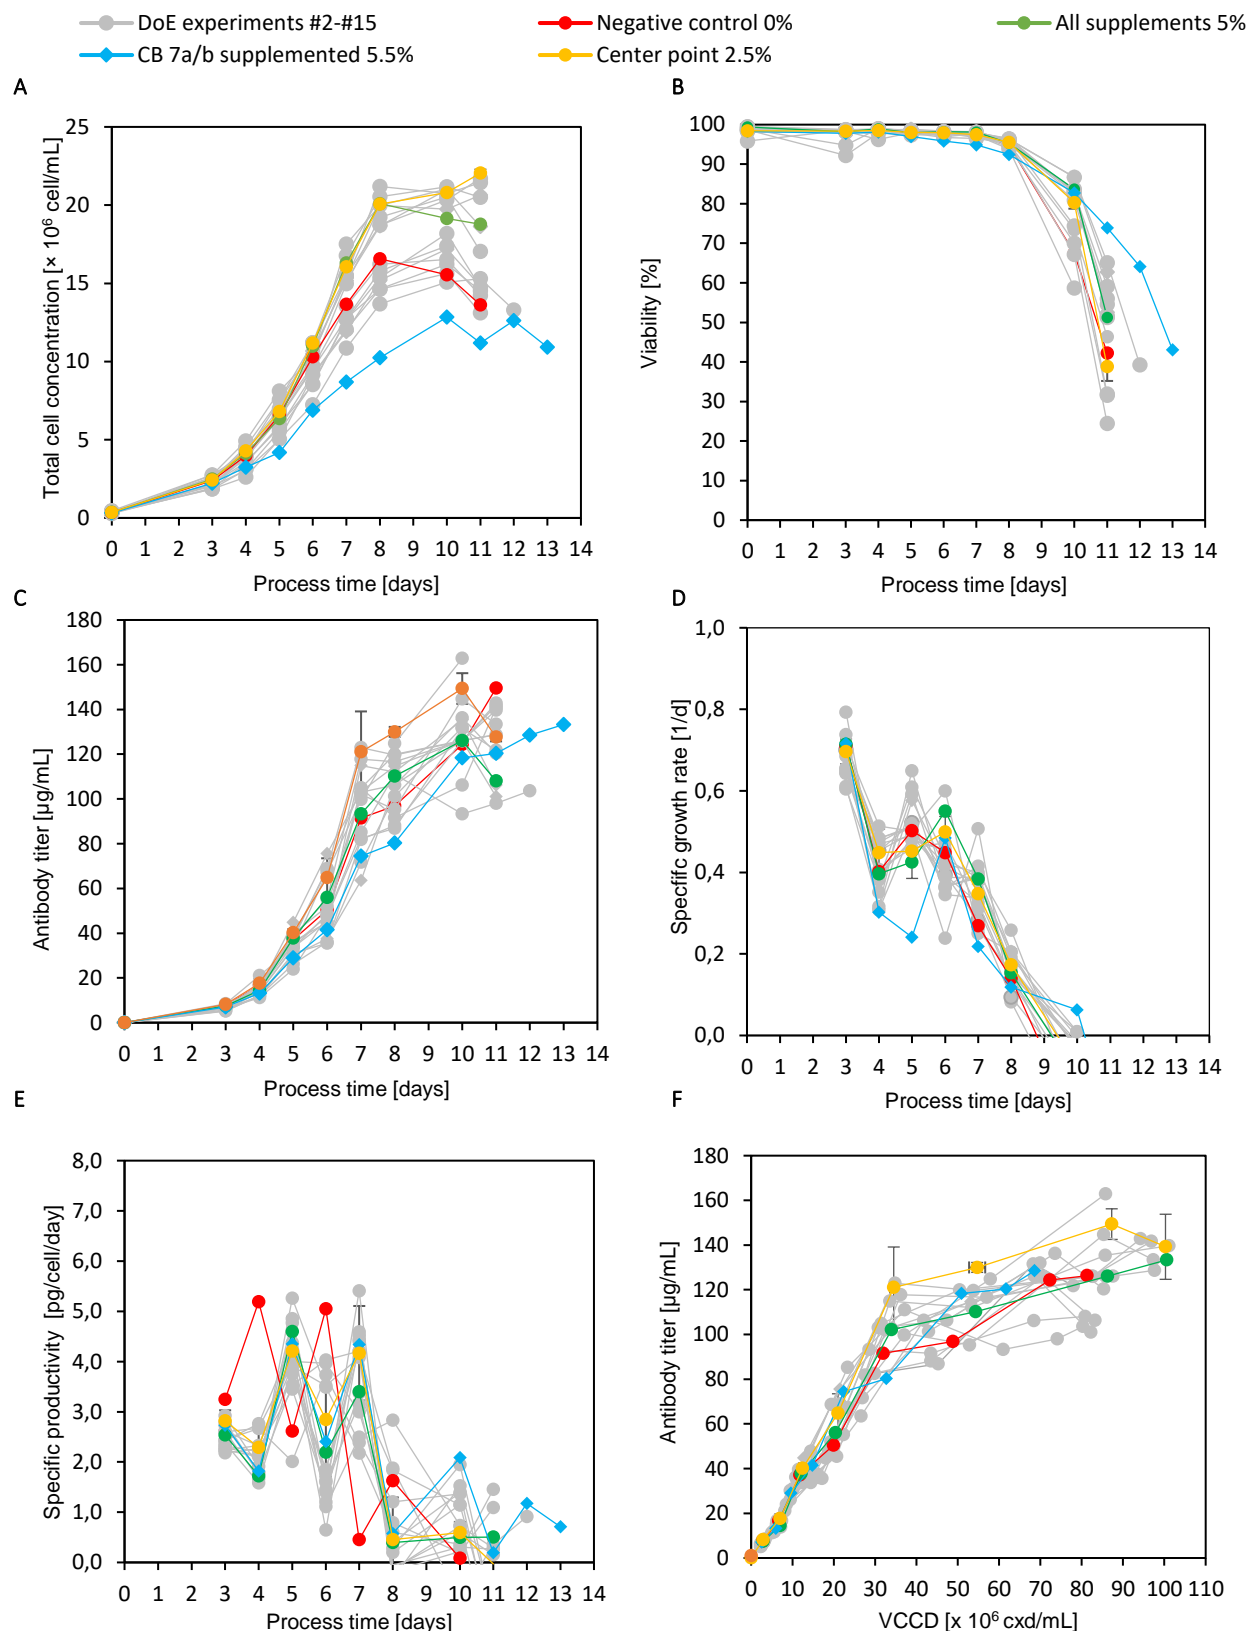 DoE experiments #2-#15
Negative control 0%
All supplements 5%
CB 7a/b supplemented 5.5%
Center point 2.5%
A
Total cell concentration [× 10⁶ cell/mL]
25
20
15
10
5
0
0 1 2 3 4 5 6 7 8 9 10 11 12 13 14
Process time [days]
B
Viability [%]
100
90
80
70
60
50
40
30
20
10
0
0 1 2 3 4 5 6 7 8 9 10 11 12 13 14
Process time [days]
C
Antibody titer [µg/mL]
180
160
140
120
100
80
60
40
20
0
0 1 2 3 4 5 6 7 8 9 10 11 12 13 14
Process time [days]
D
Specfifc growth rate [1/d]
1,0
0,8
0,6
0,4
0,2
0,0
0 1 2 3 4 5 6 7 8 9 10 11 12 13 14
Process time [days]
E
Specific productivity [pg/cell/day]
8,0
7,0
6,0
5,0
4,0
3,0
2,0
1,0
0,0
0 1 2 3 4 5 6 7 8 9 10 11 12 13 14
Process time [days]
F
Antibody titer [µg/mL]
180
160
140
120
100
80
60
40
20
0
0 10 20 30 40 50 60 70 80 90 100 110
VCCD [x 10⁶ cxd/mL]